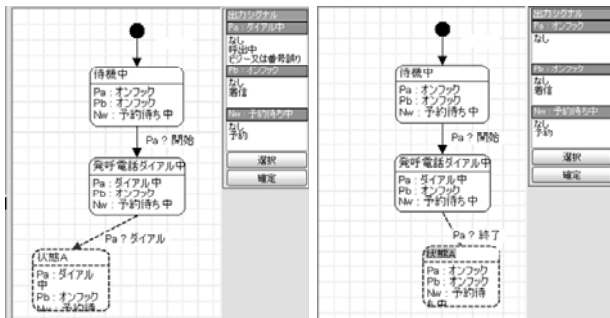 出力シグナル
Pa：ダイアル中
なし
呼出中
ビジー又は番号誤り
Pb：オンフック
なし
着信
Nw：予約待ち中
なし
予約
選択
確定
待機中
Pa：オンフック
Pb：オンフック
Nw：予約待ち中
Pa？開始
発呼電話ダイアル中
Pa：ダイアル中
Pb：オンフック
Nw：予約待ち中
Pa？ダイアル
状態A
Pa：ダイアル
中
Pb：オンフック
Nw：予約待
出力シグナル
Pa：オンフック
なし
Pb：オンフック
なし
着信
Nw：予約待ち中
なし
予約
選択
確定
待機中
Pa：オンフック
Pb：オンフック
Nw：予約待ち中
Pa？開始
発呼電話ダイアル中
Pa：ダイアル中
Pb：オンフック
Nw：予約待ち中
Pa？終了
状態A
Pa：オンフック
Pb：オンフック
Nw：予約待
ち中